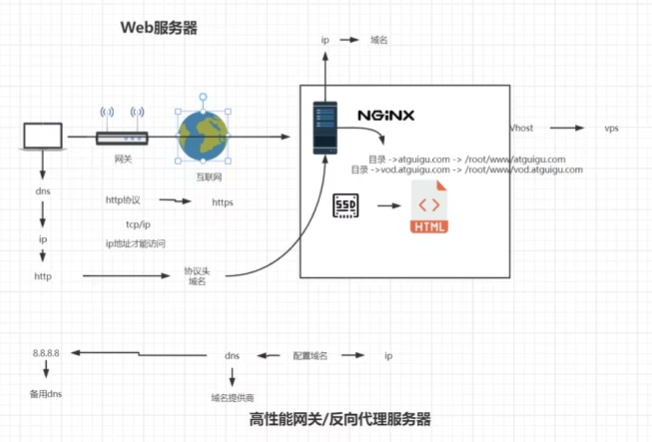 Web服务器
ip
域名
NGiNX
Vhost
vps
网关
互联网
目录 ->atguigu.com -> /root/www/atguigu.com
目录 ->vod.atguigu.com -> /root/www/vod.atguigu.com
dns
http协议
https
SSD
HTML
tcp/ip
ip
ip地址才能访问
http
协议头
域名
8.8.8.8
dns
配置域名
ip
备用dns
域名提供商
高性能网关/反向代理服务器